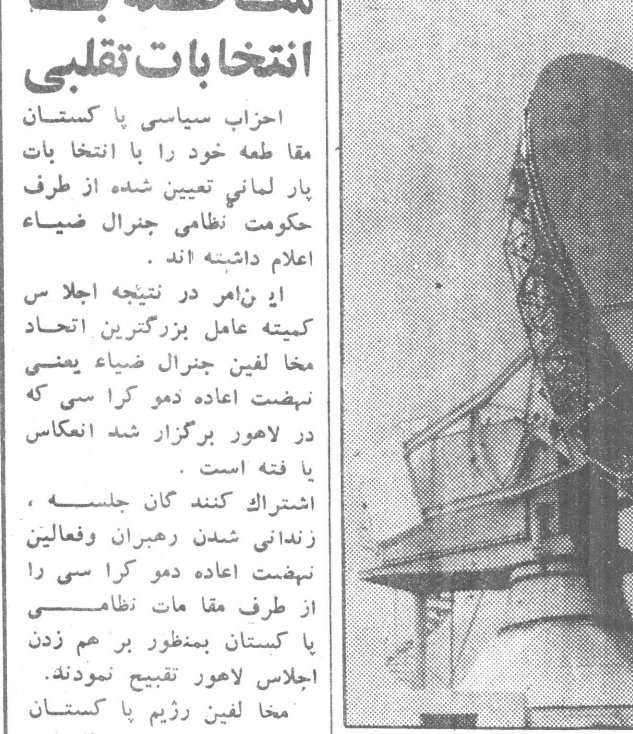 انتخابات تقلبی
احزاب سیاسی پا کستان
مقا طعه خود را با انتخا بات
پار لمانی تعیین شده از طرف
حکومت نظامی جنرال ضیاء
اعلام داشته اند .
این امر در نتیجه اجلا س
کمیته عامل بزرگترین اتحاد
مخا لفین جنرال ضیاء یعنی
نهضت اعاده دمو کرا سی که
در لاهور برگزار شد انعکاس
یا فته است .
اشتراك کنند گان جلسه ،
زندانی شدن رهبران وفعالین
نهضت اعاده دمو کرا سی را
از طرف مقا مات نظامی
پا کستان بمنظور بر هم زدن
اجلاس لاهور تقبیح نمودند.
مخا لفین رژیم پا کستان